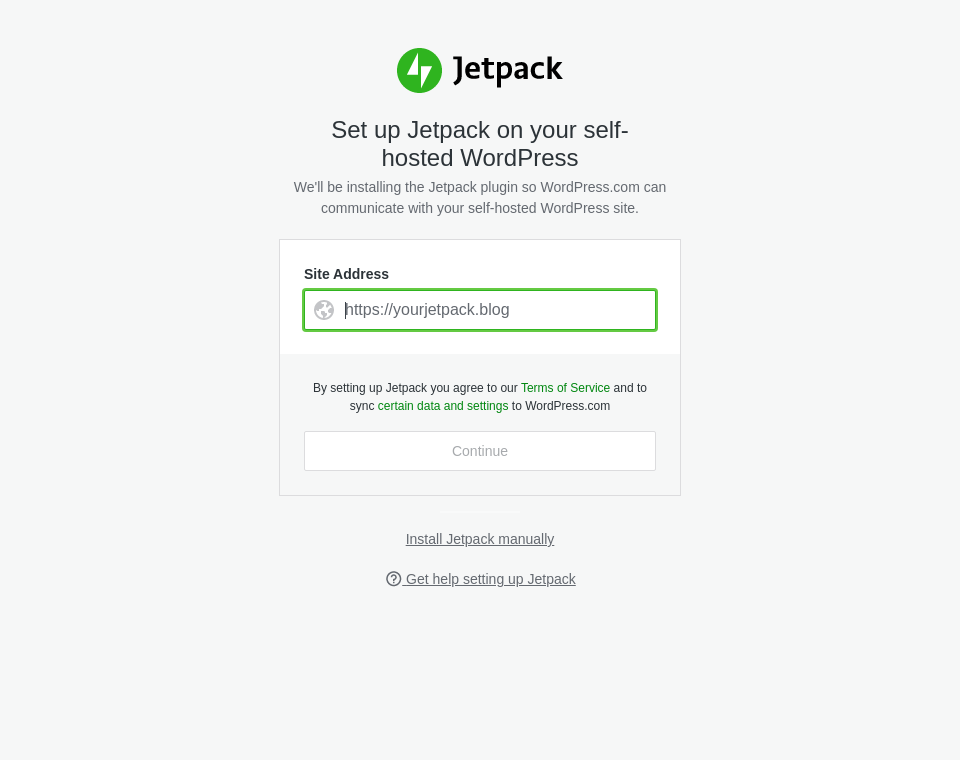 Jetpack
Set up Jetpack on your self-
hosted WordPress
We'll be installing the Jetpack plugin so WordPress.com can
communicate with your self-hosted WordPress site.
Site Address
https://yourjetpack.blog
By setting up Jetpack you agree to our Terms of Service and to
sync certain data and settings to WordPress.com
Continue
Install Jetpack manually
Get help setting up Jetpack